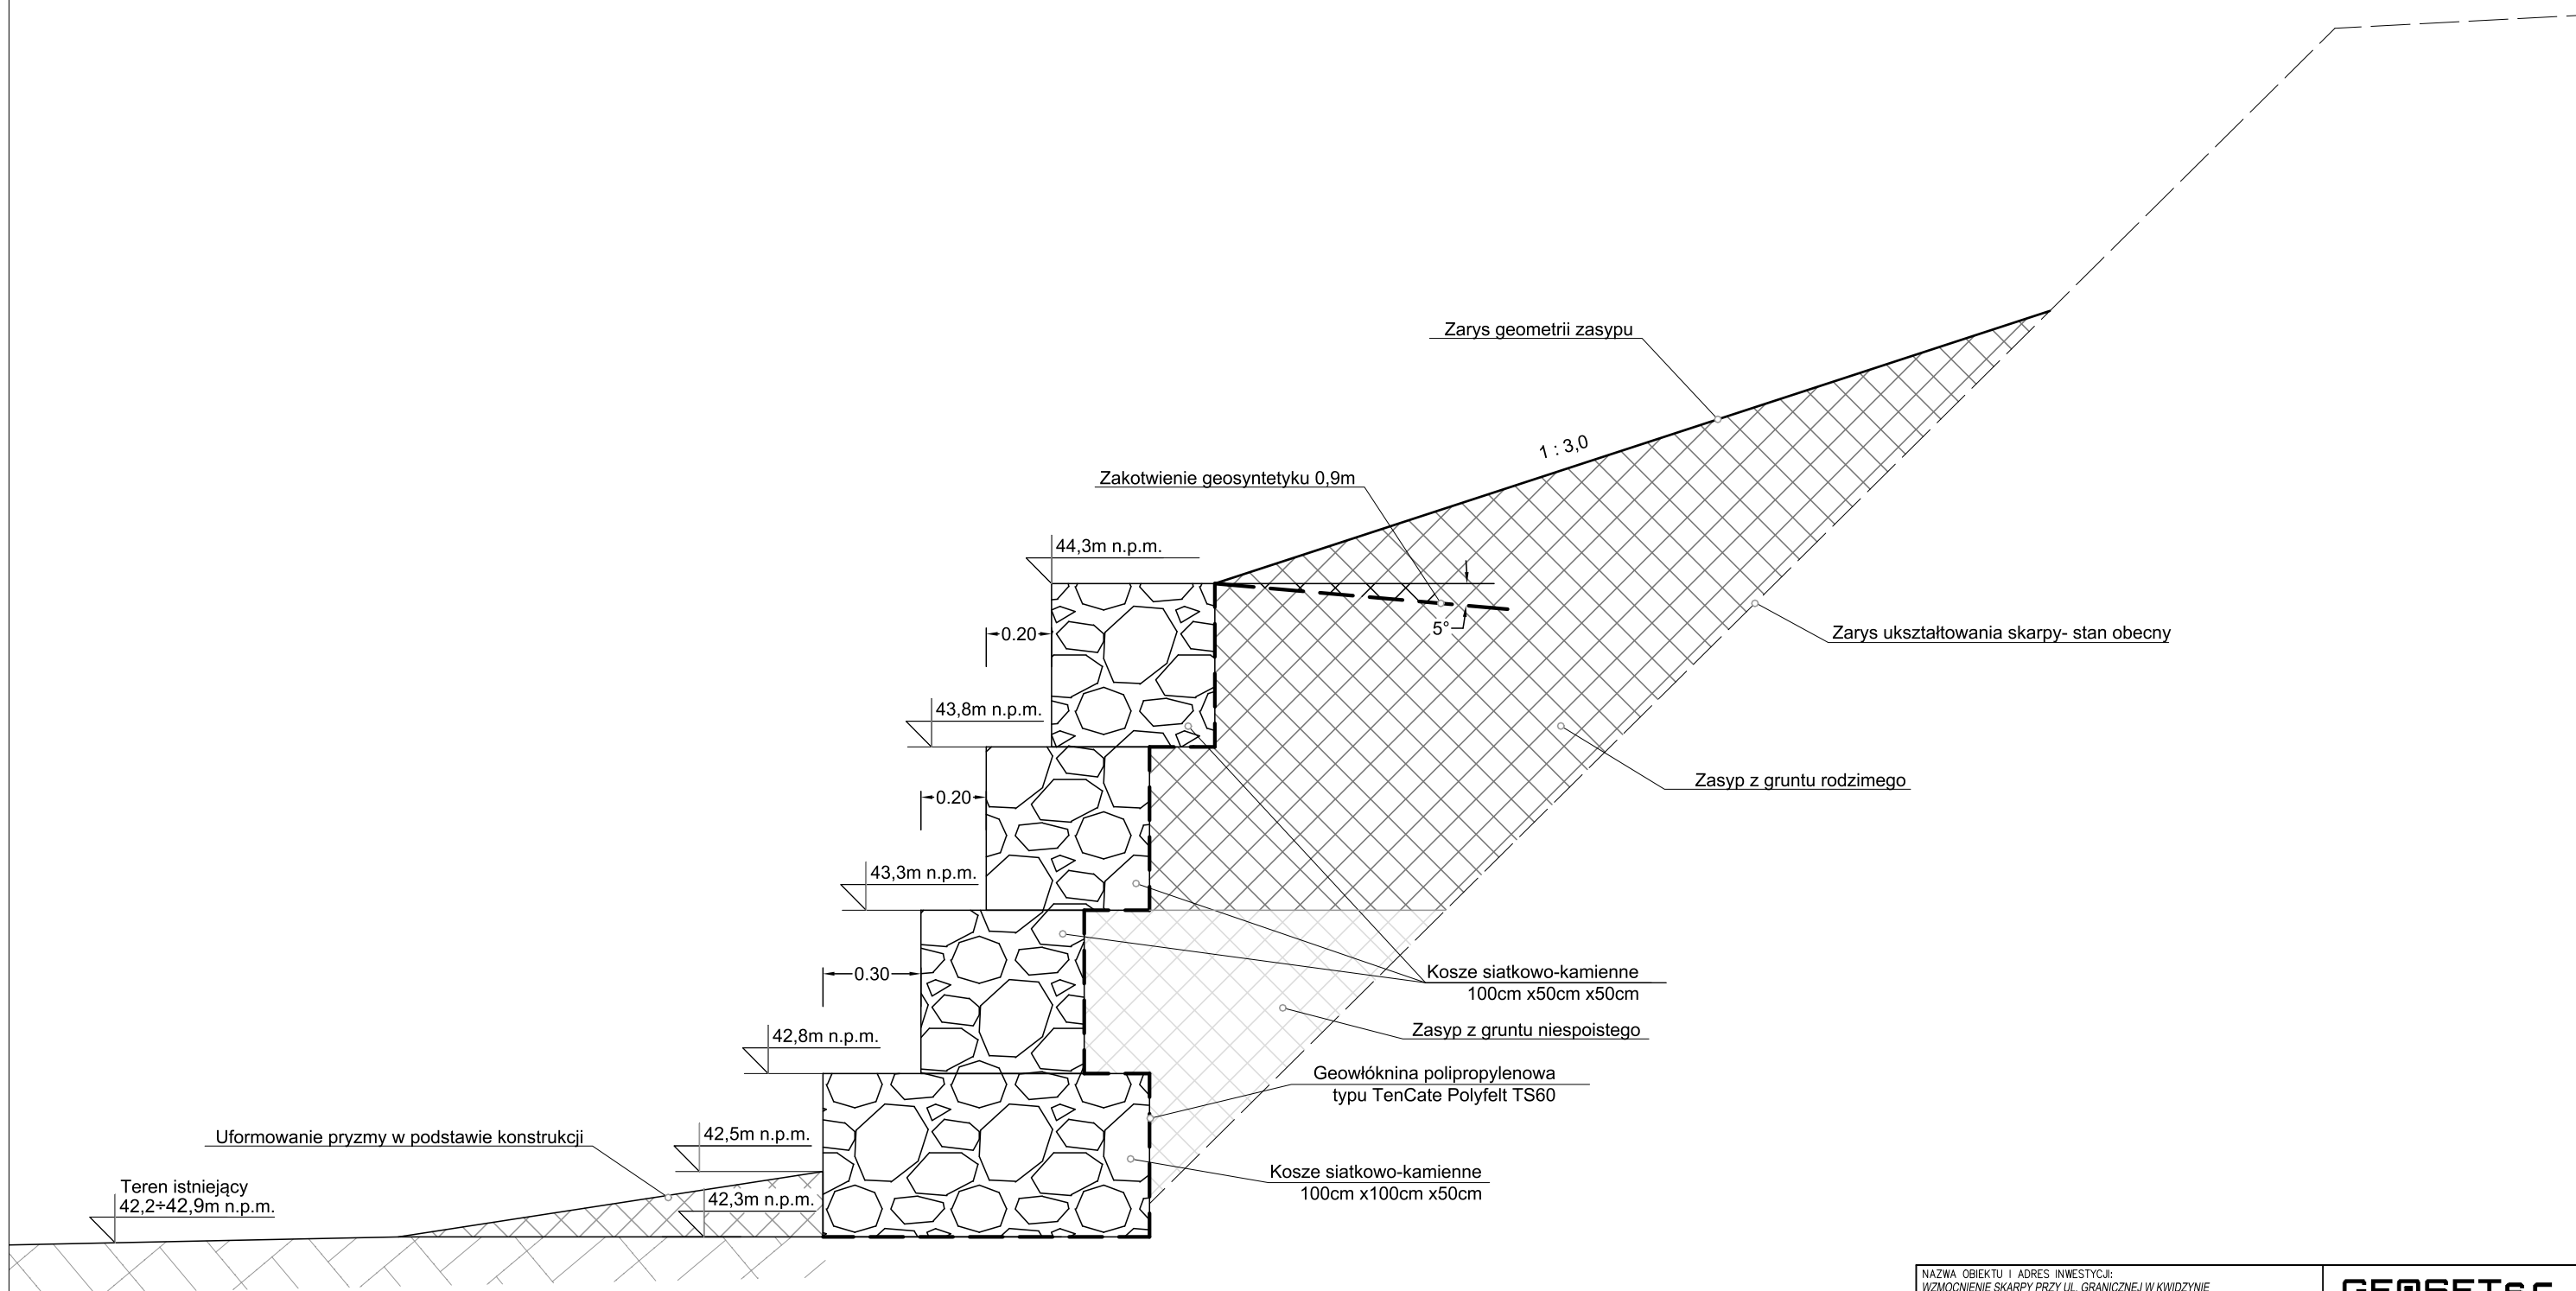 Zarys geometrii zasypu
1 : 3,0
Zakotwienie geosyntetyku 0,9m
44,3m n.p.m.
5°
0.20
Zarys ukształtowania skarpy- stan obecny
43,8m n.p.m.
Zasyp z gruntu rodzimego
0.20
43,3m n.p.m.
0.30
Kosze siatkowo-kamienne
100cm x50cm x50cm
Zasyp z gruntu niespoistego
42,8m n.p.m.
Geowłóknina polipropylenowa
typu TenCate Polyfelt TS60
Uformowanie pryzmy w podstawie konstrukcji
42,5m n.p.m.
Kosze siatkowo-kamienne
100cm x100cm x50cm
Teren istniejący
42,2÷42,9m n.p.m.
42,3m n.p.m.
NAZWA OBIEKTU I ADRES INWESTYCJI:
WZMOCNIENIE SKARPY PRZY UL. GRANICZNEJ W KWIDZYNIE
GEOSET s.c.